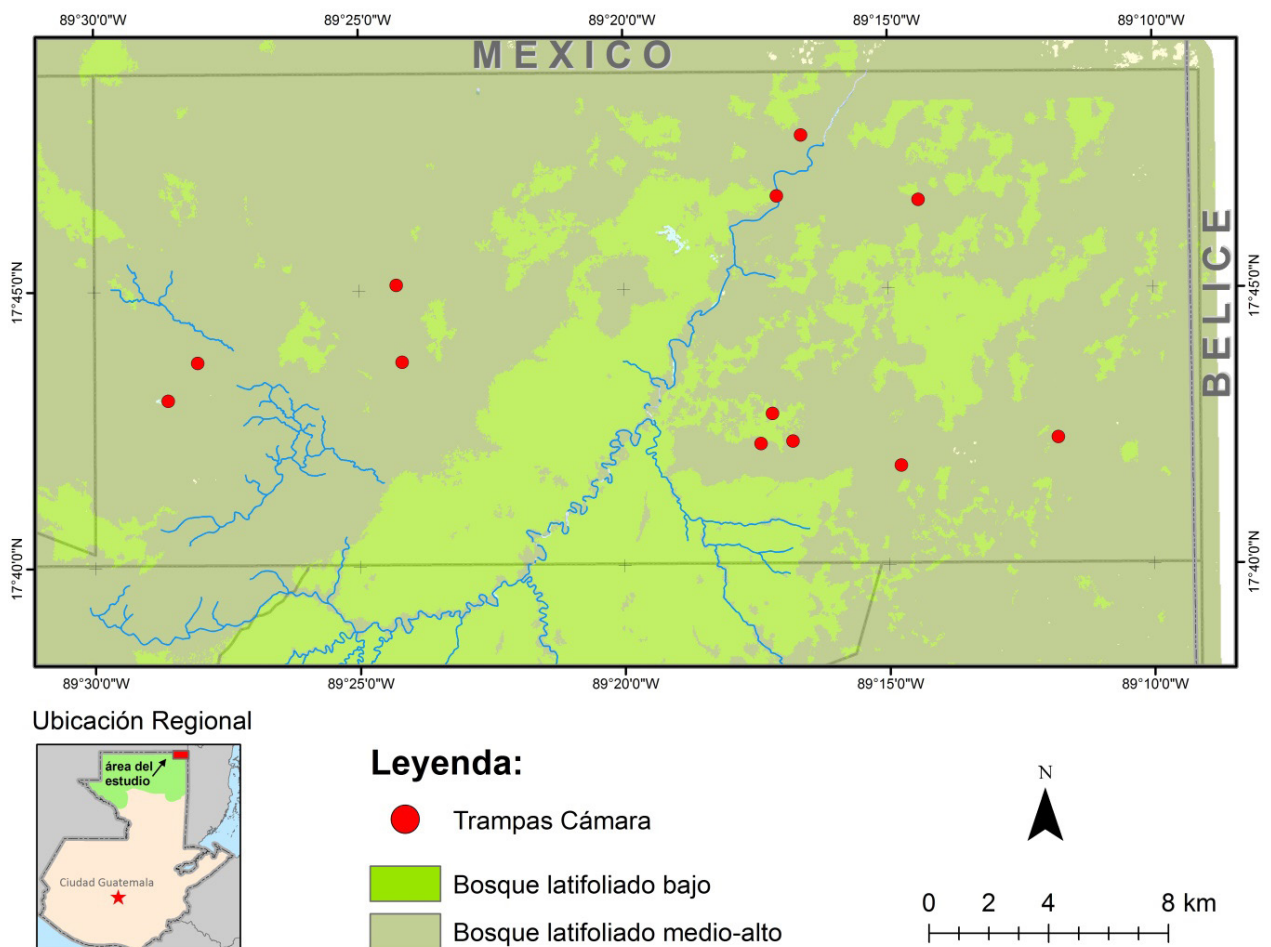 89°30'0"W 89°25'0"W 89°20'0"W 89°15'0"W 89°10'0"W
MEXICO
BELICE
17°45'0"N 17°45'0"N
17°40'0"N 17°40'0"N
89°30'0"W 89°25'0"W 89°20'0"W 89°15'0"W 89°10'0"W
Ubicación Regional
área del
estudio
Ciudad Guatemala
Leyenda:
Trampas Cámara
Bosque latifoliado bajo
Bosque latifoliado medio-alto
N
0 2 4 8 km